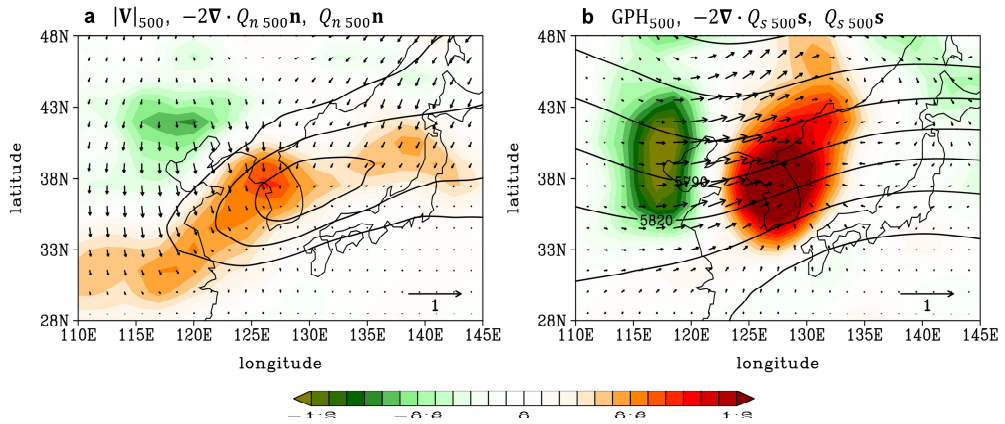 a |V|₅₀₀, −2∇ · Qₙ ₅₀₀n, Qₙ ₅₀₀n
48N
43N
38N
33N
28N
latitude
1
110E 115E 120E 125E 130E 135E 140E 145E
longitude
b GPH₅₀₀, −2∇ · Qₛ ₅₀₀s, Qₛ ₅₀₀s
48N
43N
38N
33N
28N
latitude
5790
5820
1
110E 115E 120E 125E 130E 135E 140E 145E
longitude